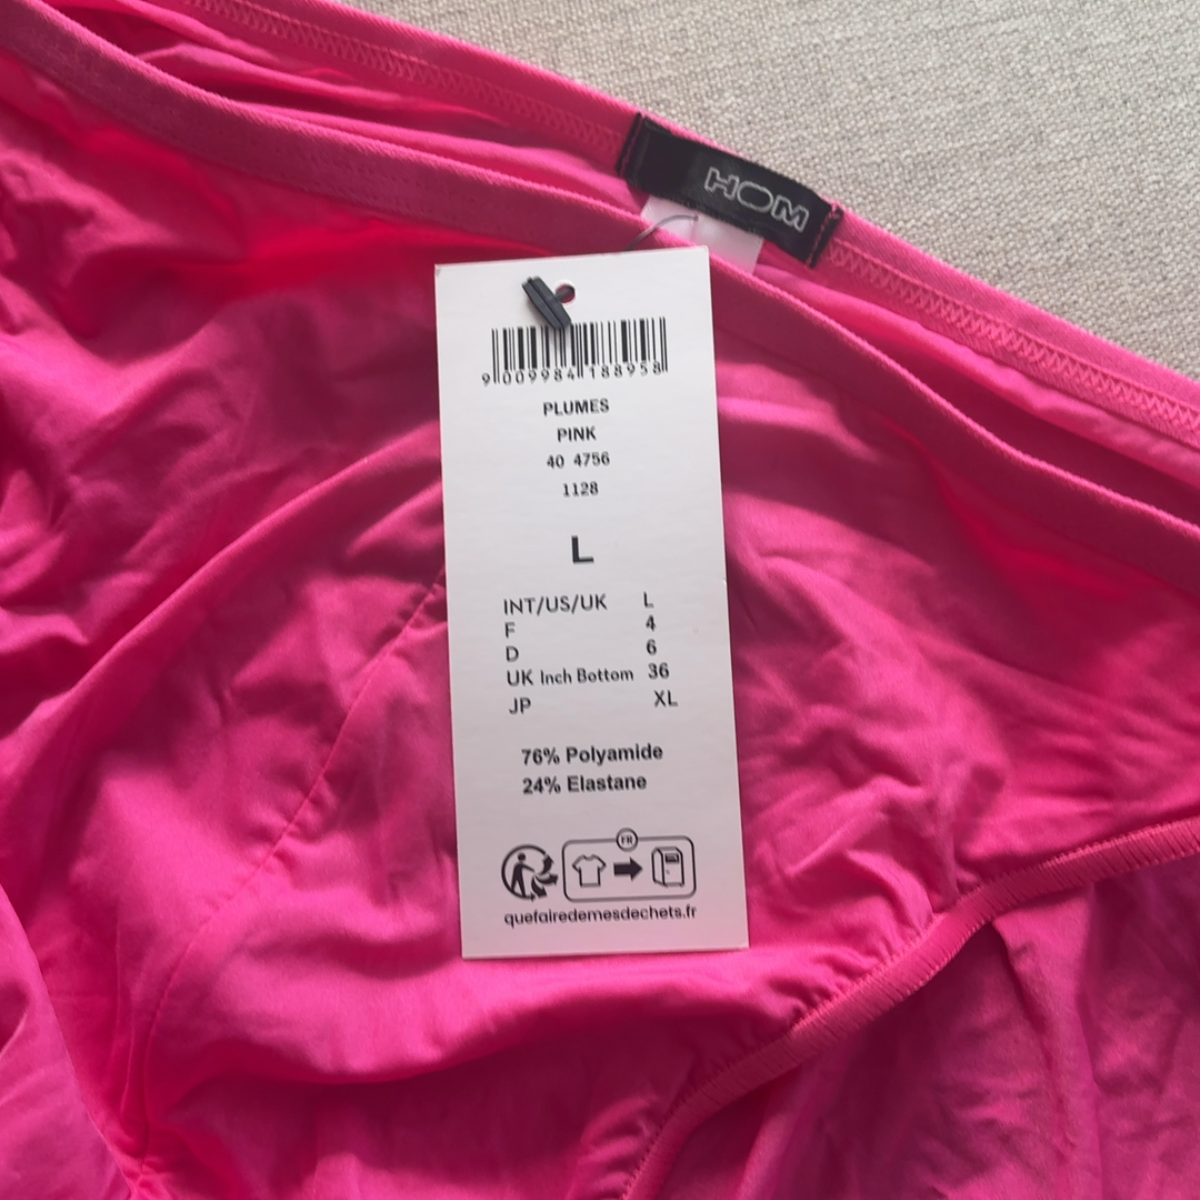 HOM
9 009984 188958
PLUMES
PINK
40 4756
1128
L
INT/US/UK L
F 4
D 6
UK Inch Bottom 36
JP XL
76% Polyamide
24% Elastane
FR
quefairedemesdechets.fr